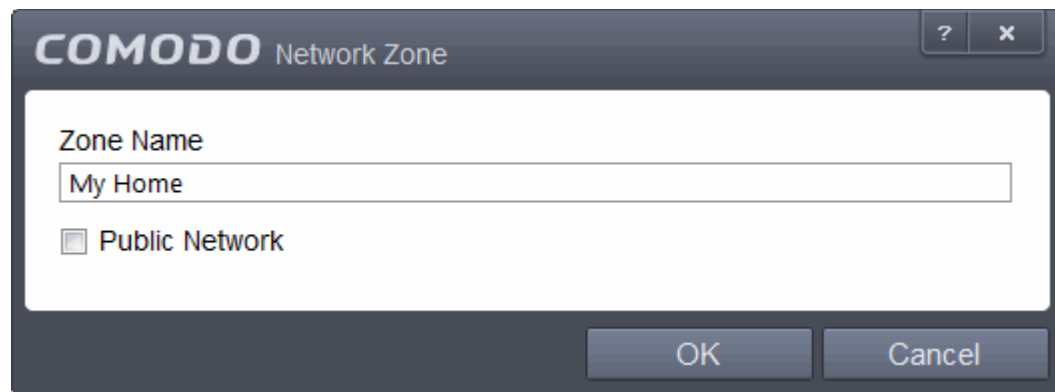 COMODO Network Zone ? x
Zone Name
My Home
Public Network
OK Cancel